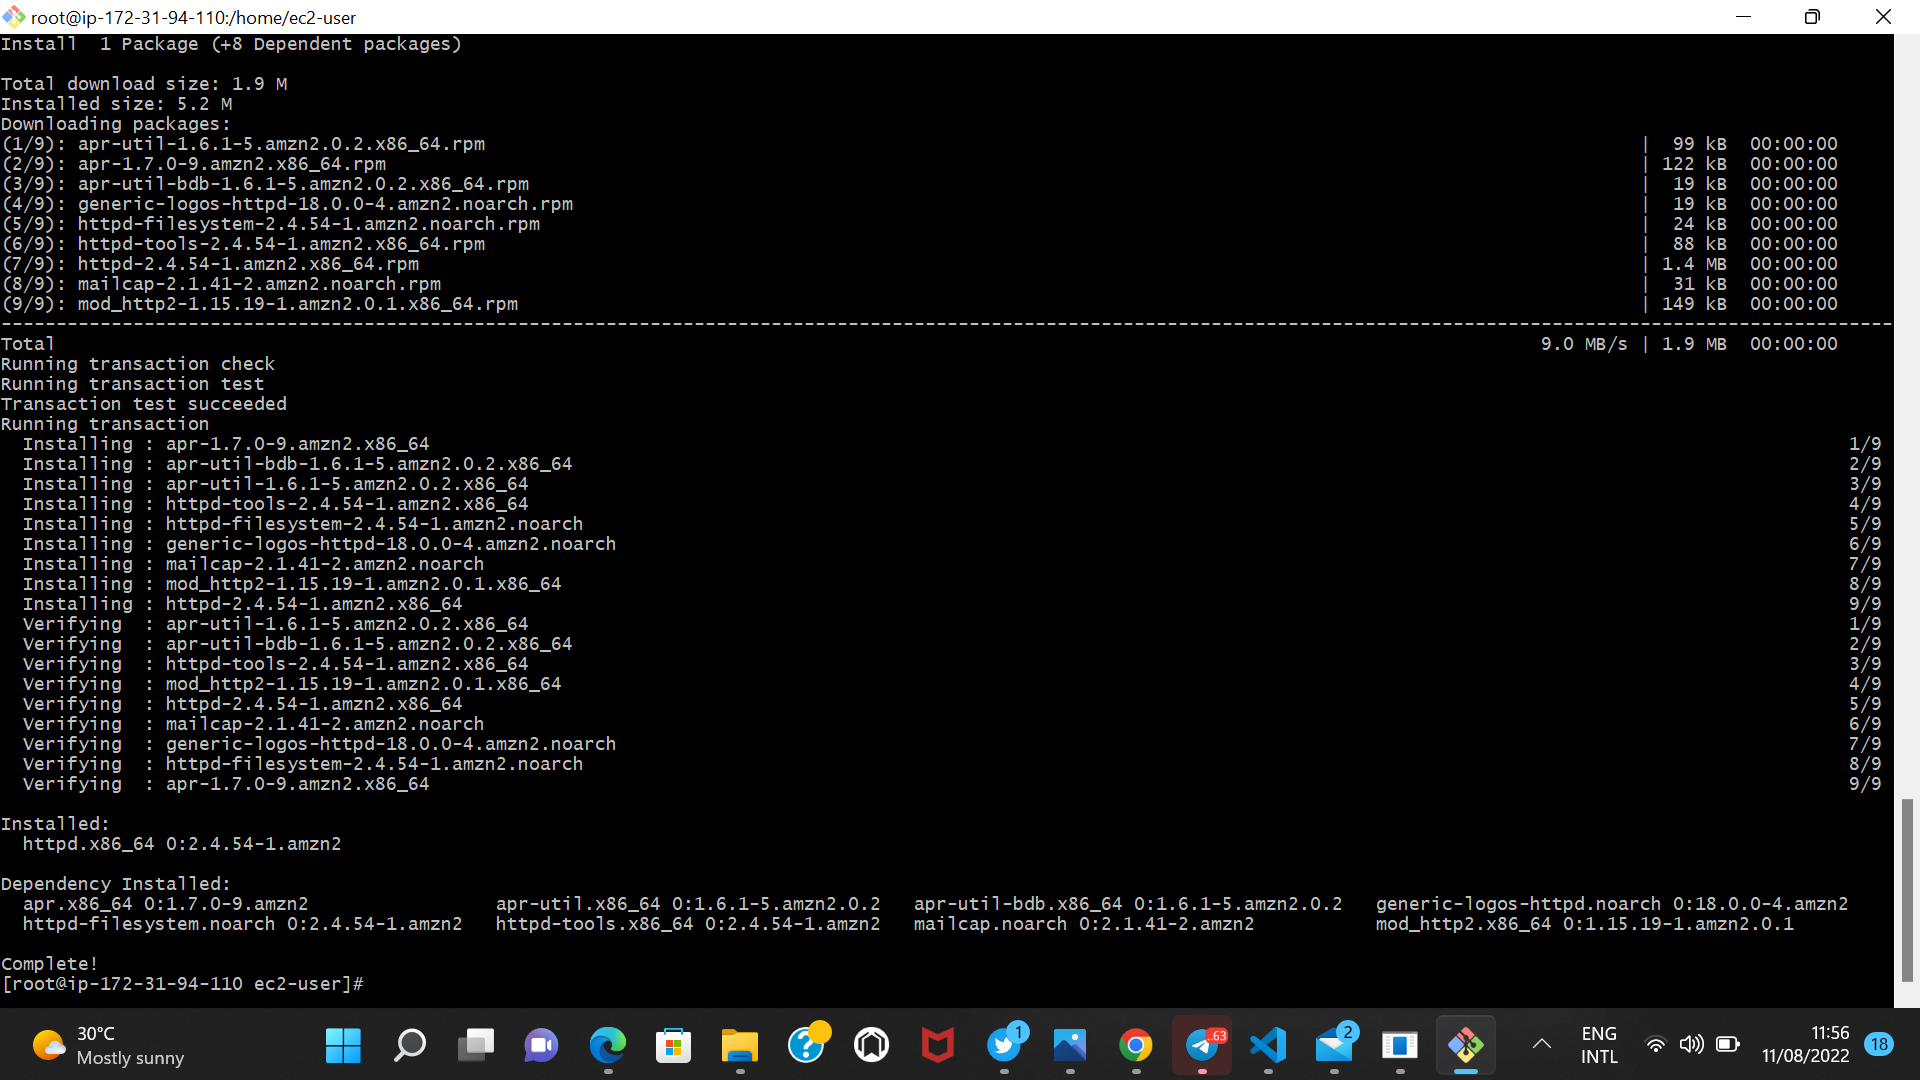 root@ip-172-31-94-110:/home/ec2-user
Install  1 Package (+8 Dependent packages)
Total download size: 1.9 M
Installed size: 5.2 M
Downloading packages:
(1/9): apr-util-1.6.1-5.amzn2.0.2.x86_64.rpm | 99 kB 00:00:00
(2/9): apr-1.7.0-9.amzn2.x86_64.rpm | 122 kB 00:00:00
(3/9): apr-util-bdb-1.6.1-5.amzn2.0.2.x86_64.rpm | 19 kB 00:00:00
(4/9): generic-logos-httpd-18.0.0-4.amzn2.noarch.rpm | 19 kB 00:00:00
(5/9): httpd-filesystem-2.4.54-1.amzn2.noarch.rpm | 24 kB 00:00:00
(6/9): httpd-tools-2.4.54-1.amzn2.x86_64.rpm | 88 kB 00:00:00
(7/9): httpd-2.4.54-1.amzn2.x86_64.rpm | 1.4 MB 00:00:00
(8/9): mailcap-2.1.41-2.amzn2.noarch.rpm | 31 kB 00:00:00
(9/9): mod_http2-1.15.19-1.amzn2.0.1.x86_64.rpm | 149 kB 00:00:00
--------------------------------------------------------------------------------
Total 9.0 MB/s | 1.9 MB 00:00:00
Running transaction check
Running transaction test
Transaction test succeeded
Running transaction
  Installing : apr-1.7.0-9.amzn2.x86_64 1/9
  Installing : apr-util-bdb-1.6.1-5.amzn2.0.2.x86_64 2/9
  Installing : apr-util-1.6.1-5.amzn2.0.2.x86_64 3/9
  Installing : httpd-tools-2.4.54-1.amzn2.x86_64 4/9
  Installing : httpd-filesystem-2.4.54-1.amzn2.noarch 5/9
  Installing : generic-logos-httpd-18.0.0-4.amzn2.noarch 6/9
  Installing : mailcap-2.1.41-2.amzn2.noarch 7/9
  Installing : mod_http2-1.15.19-1.amzn2.0.1.x86_64 8/9
  Installing : httpd-2.4.54-1.amzn2.x86_64 9/9
  Verifying  : apr-util-1.6.1-5.amzn2.0.2.x86_64 1/9
  Verifying  : apr-util-bdb-1.6.1-5.amzn2.0.2.x86_64 2/9
  Verifying  : httpd-tools-2.4.54-1.amzn2.x86_64 3/9
  Verifying  : mod_http2-1.15.19-1.amzn2.0.1.x86_64 4/9
  Verifying  : httpd-2.4.54-1.amzn2.x86_64 5/9
  Verifying  : mailcap-2.1.41-2.amzn2.noarch 6/9
  Verifying  : generic-logos-httpd-18.0.0-4.amzn2.noarch 7/9
  Verifying  : httpd-filesystem-2.4.54-1.amzn2.noarch 8/9
  Verifying  : apr-1.7.0-9.amzn2.x86_64 9/9
Installed:
  httpd.x86_64 0:2.4.54-1.amzn2
Dependency Installed:
  apr.x86_64 0:1.7.0-9.amzn2 apr-util.x86_64 0:1.6.1-5.amzn2.0.2 apr-util-bdb.x86_64 0:1.6.1-5.amzn2.0.2 generic-logos-httpd.noarch 0:18.0.0-4.amzn2
  httpd-filesystem.noarch 0:2.4.54-1.amzn2 httpd-tools.x86_64 0:2.4.54-1.amzn2 mailcap.noarch 0:2.1.41-2.amzn2 mod_http2.x86_64 0:1.15.19-1.amzn2.0.1
Complete!
[root@ip-172-31-94-110 ec2-user]#
30°C
Mostly sunny
1
..63
2
ENG
INTL
11:56
11/08/2022
18